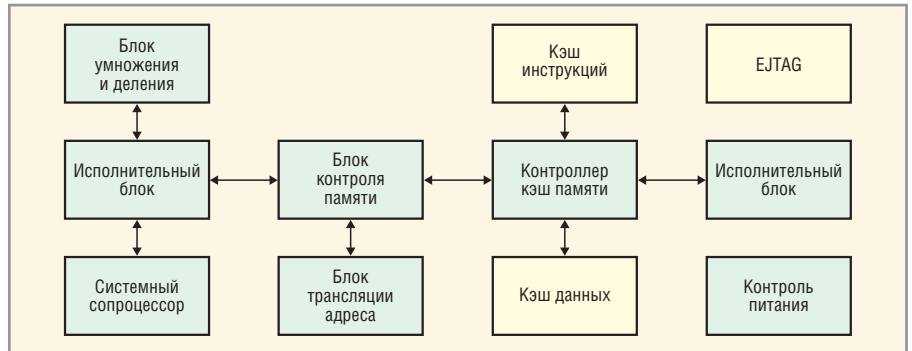 Блок
умножения
и деления
Кэш
инструкций
EJTAG
Исполнительный
блок
Блок
контроля
памяти
Контроллер
кэш памяти
Исполнительный
блок
Системный
сопроцессор
Блок
трансляции
адреса
Кэш данных
Контроль
питания